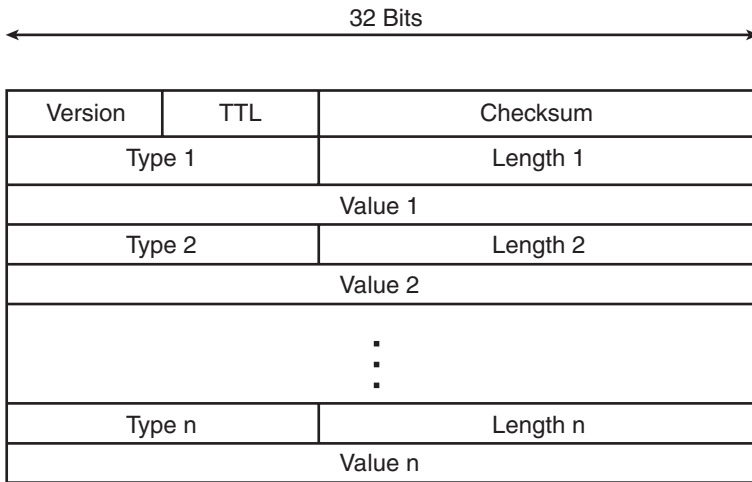 32 Bits
Version TTL Checksum
Type 1 Length 1
Value 1
Type 2 Length 2
Value 2
Type n Length n
Value n